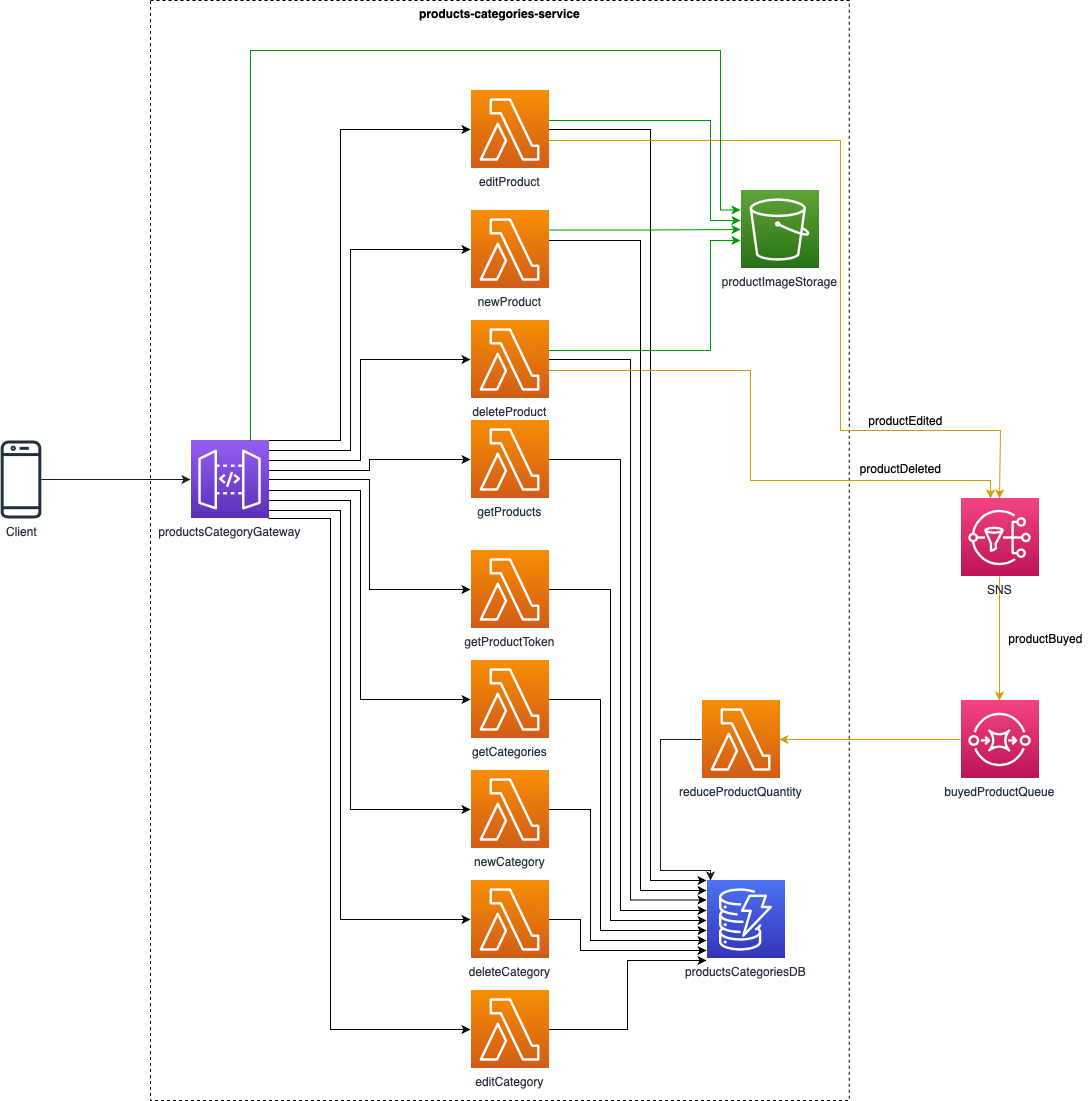 products-categories-service
editProduct
newProduct
productImageStorage
deleteProduct
productEdited
productDeleted
getProducts
Client
</>
productsCategoryGateway
SNS
getProductToken
productBuyed
getCategories
reduceProductQuantity
buyedProductQueue
newCategory
deleteCategory
productsCategoriesDB
editCategory